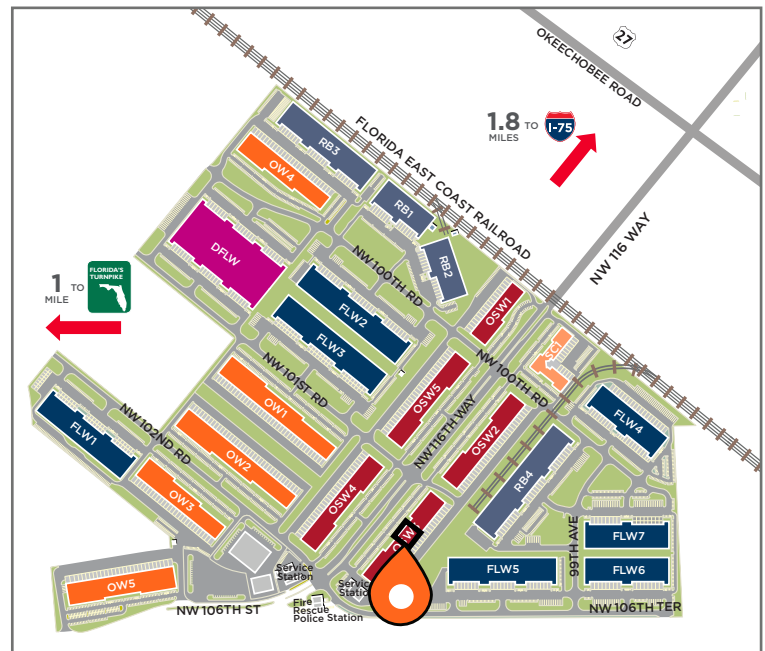 27
OKEECHOBEE ROAD
1.8 TO
MILES
I-75
FLORIDA EAST COAST RAILROAD
NW 116 WAY
RB3
OW4
RB1
RB2
DFLW
NW 100TH RD
FLORIDA'S
TURNPIKE
1 TO
MILE
FLW2
OSW1
FLW3
SC1
NW 100TH RD
NW 101ST RD
OSW5
OW1
NW 116TH WAY
FLW4
FLW1
NW 102ND RD
OSW2
OW2
RB4
OW3
OSW4
99TH AVE
FLW7
FLW5
FLW6
Service
Station
OW5
NW 106TH ST
Fire
Rescue
Police Station
NW 106TH TER